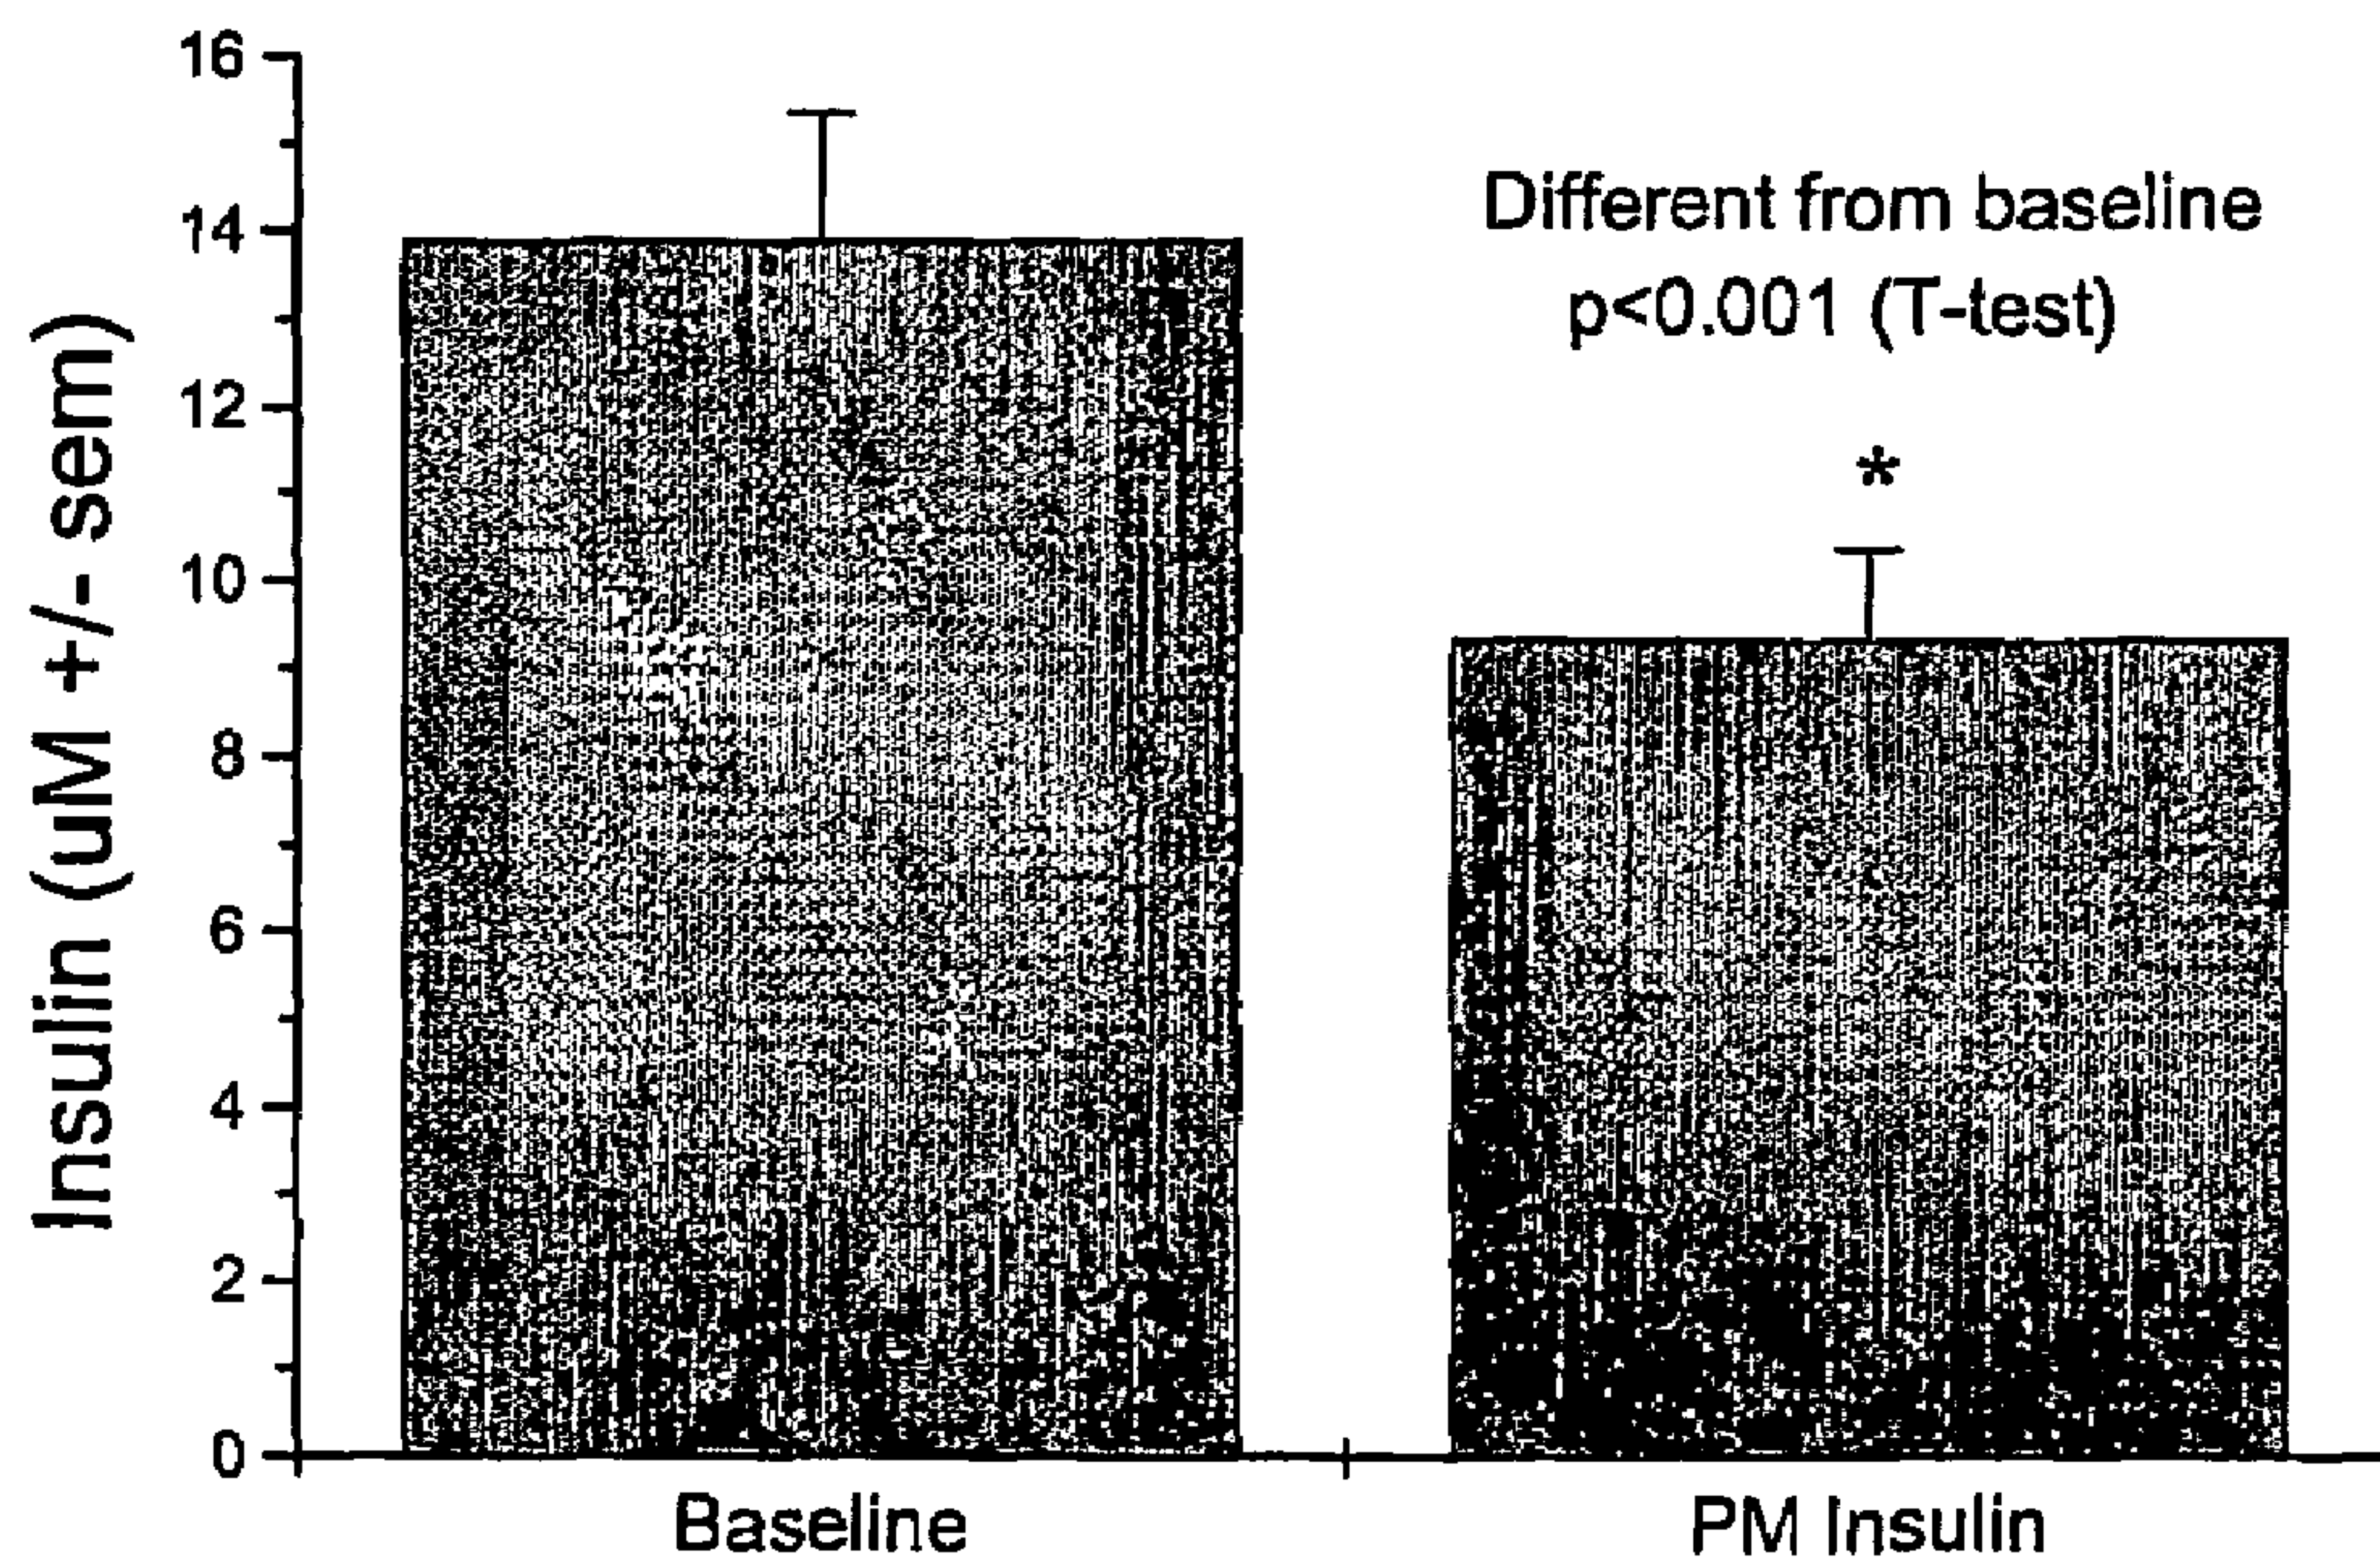 Insulin (uM +/- sem)
16
14
12
10
8
6
4
2
0
Different from baseline
p<0.001 (T-test)
*
Baseline
PM Insulin